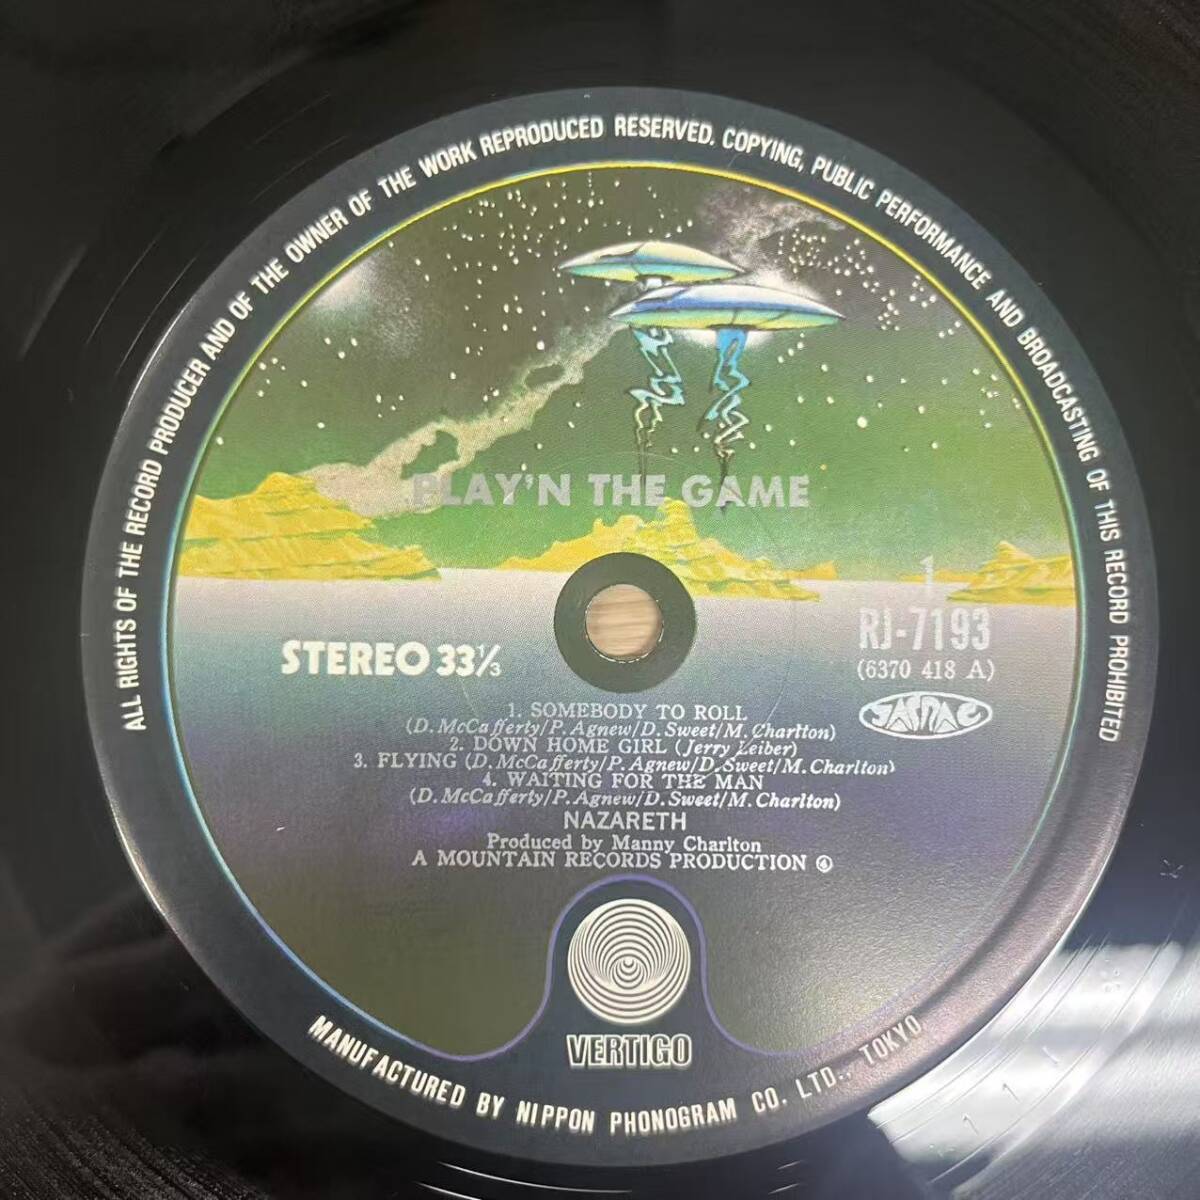 ALL RIGHTS OF THE RECORD PRODUCER AND OF THE OWNER OF THE WORK REPRODUCED RESERVED. COPYING, PUBLIC PERFORMANCE AND BROADCASTING OF THIS RECORD PROHIBITED
PLAY'N THE GAME
1
RJ-7193
(6370 418 A)
STEREO 33 1/3
JASRAC
1. SOMEBODY TO ROLL
(D. McCafferty/P. Agnew/D. Sweet/M. Chartton)
2. DOWN HOME GIRL (Jerry Leiber)
3. FLYING (D. McCafferty/P. Agnew/D. Sweet/M. Charlton)
4. WAITING FOR THE MAN
(D. McCafferty/P. Agnew/D. Sweet/M. Charlton)
NAZARETH
Produced by Manny Charlton
A MOUNTAIN RECORDS PRODUCTION ④
VERTIGO
MANUFACTURED BY NIPPON PHONOGRAM CO. LTD., TOKYO